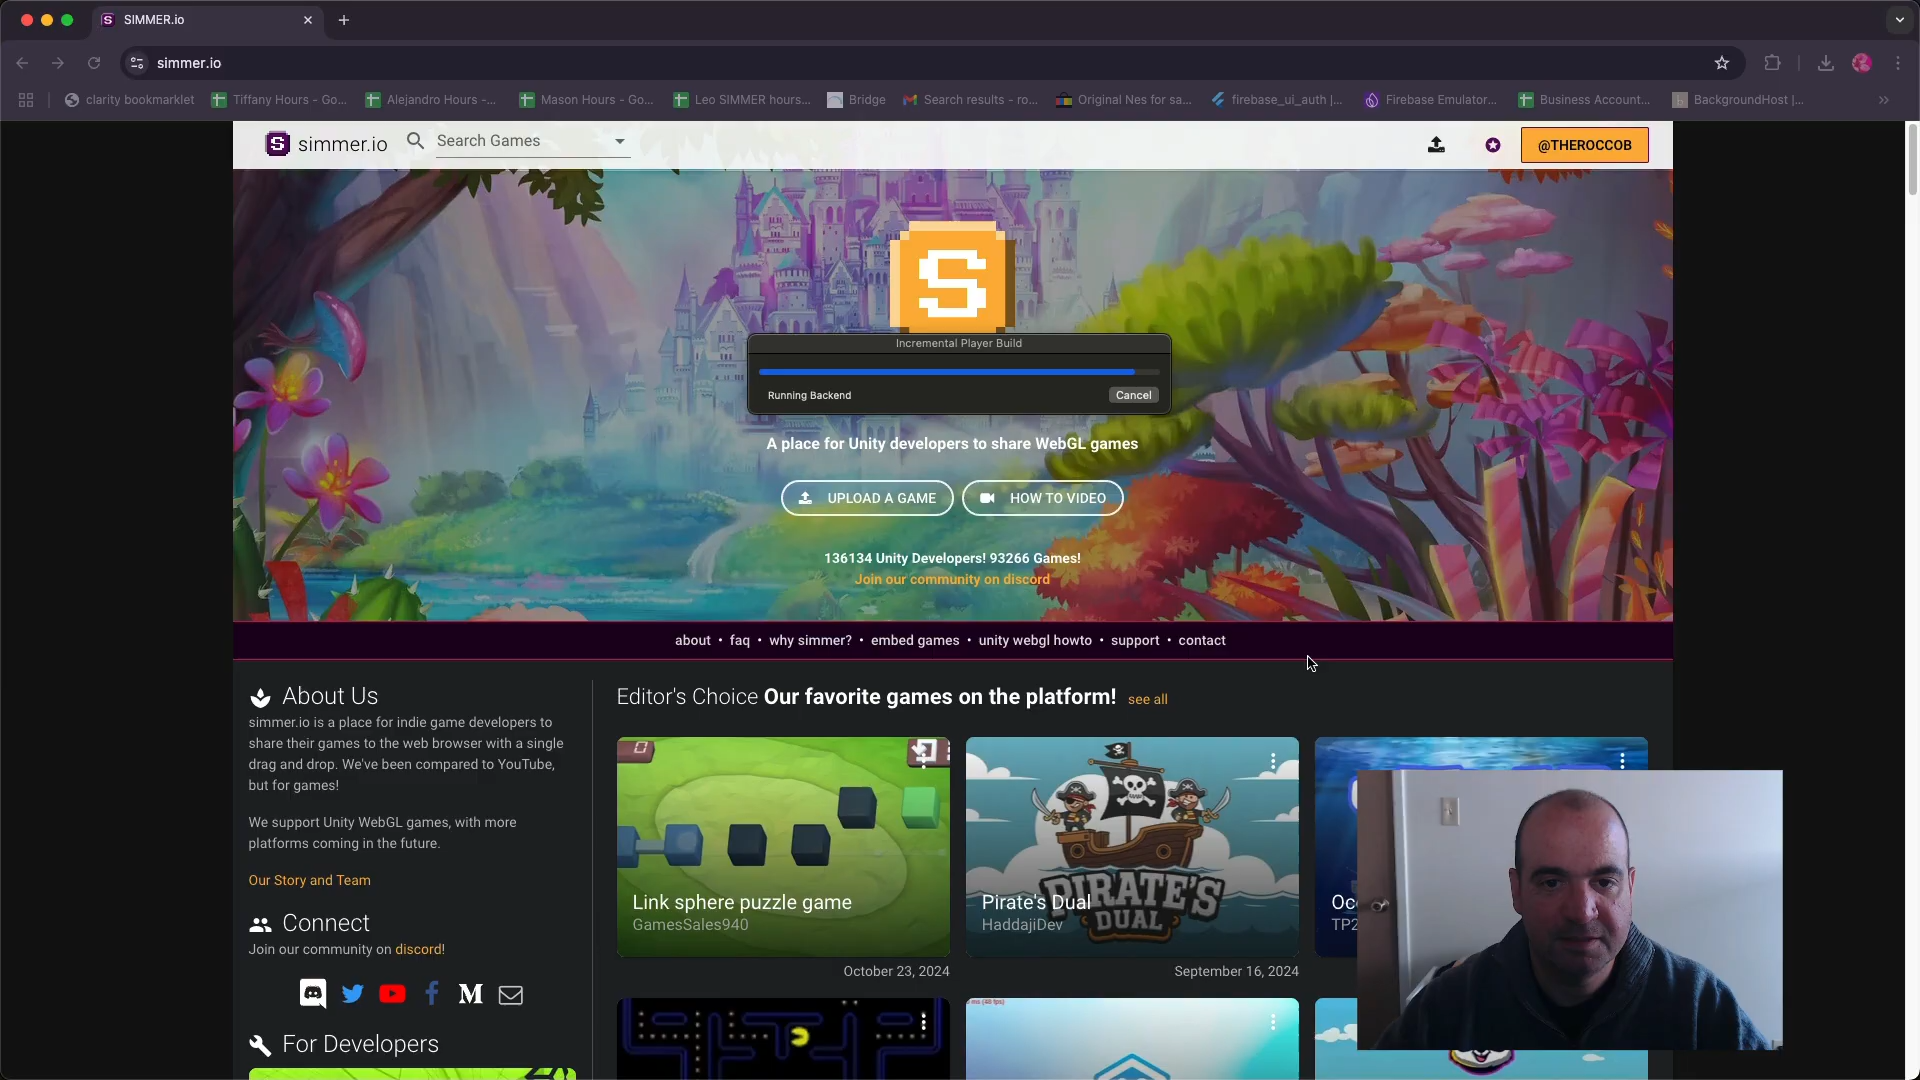 SIMMER.io
simmer.io
clarity bookmarklet
Tiffany Hours - Go...
Alejandro Hours -...
Mason Hours - Go...
Leo SIMMER hours...
Bridge
Search results - ro...
Original Nes for sa...
firebase_ui_auth |...
Firebase Emulator...
Business Account...
BackgroundHost |...
simmer.io
Search Games
@THEROCCOB
S
Incremental Player Build
Running Backend
Cancel
A place for Unity developers to share WebGL games
UPLOAD A GAME
HOW TO VIDEO
136134 Unity Developers! 93266 Games!
Join our community on discord
about • faq • why simmer? • embed games • unity webgl howto • support • contact
About Us
simmer.io is a place for indie game developers to
share their games to the web browser with a single
drag and drop. We've been compared to YouTube,
but for games!
We support Unity WebGL games, with more
platforms coming in the future.
Our Story and Team
Connect
Join our community on discord!
For Developers
Editor's Choice Our favorite games on the platform! see all
0
Link sphere puzzle game
GamesSales940
October 23, 2024
PIRATE'S
DUAL
Pirate's Dual
HaddajiDev
September 16, 2024